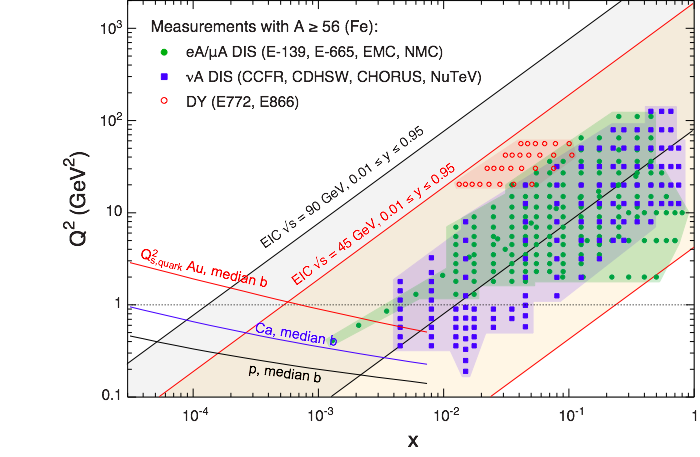 Measurements with A ≥ 56 (Fe):
eA/μA DIS (E-139, E-665, EMC, NMC)
νA DIS (CCFR, CDHSW, CHORUS, NuTeV)
DY (E772, E866)
EIC √s = 90 GeV, 0.01 ≤ y ≤ 0.95
EIC √s = 45 GeV, 0.01 ≤ y ≤ 0.95
Q²s,quark Au, median b
Ca, median b
p, median b
Q² (GeV²)
10³
10²
10
1
0.1
10⁻⁴
10⁻³
10⁻²
10⁻¹
1
x